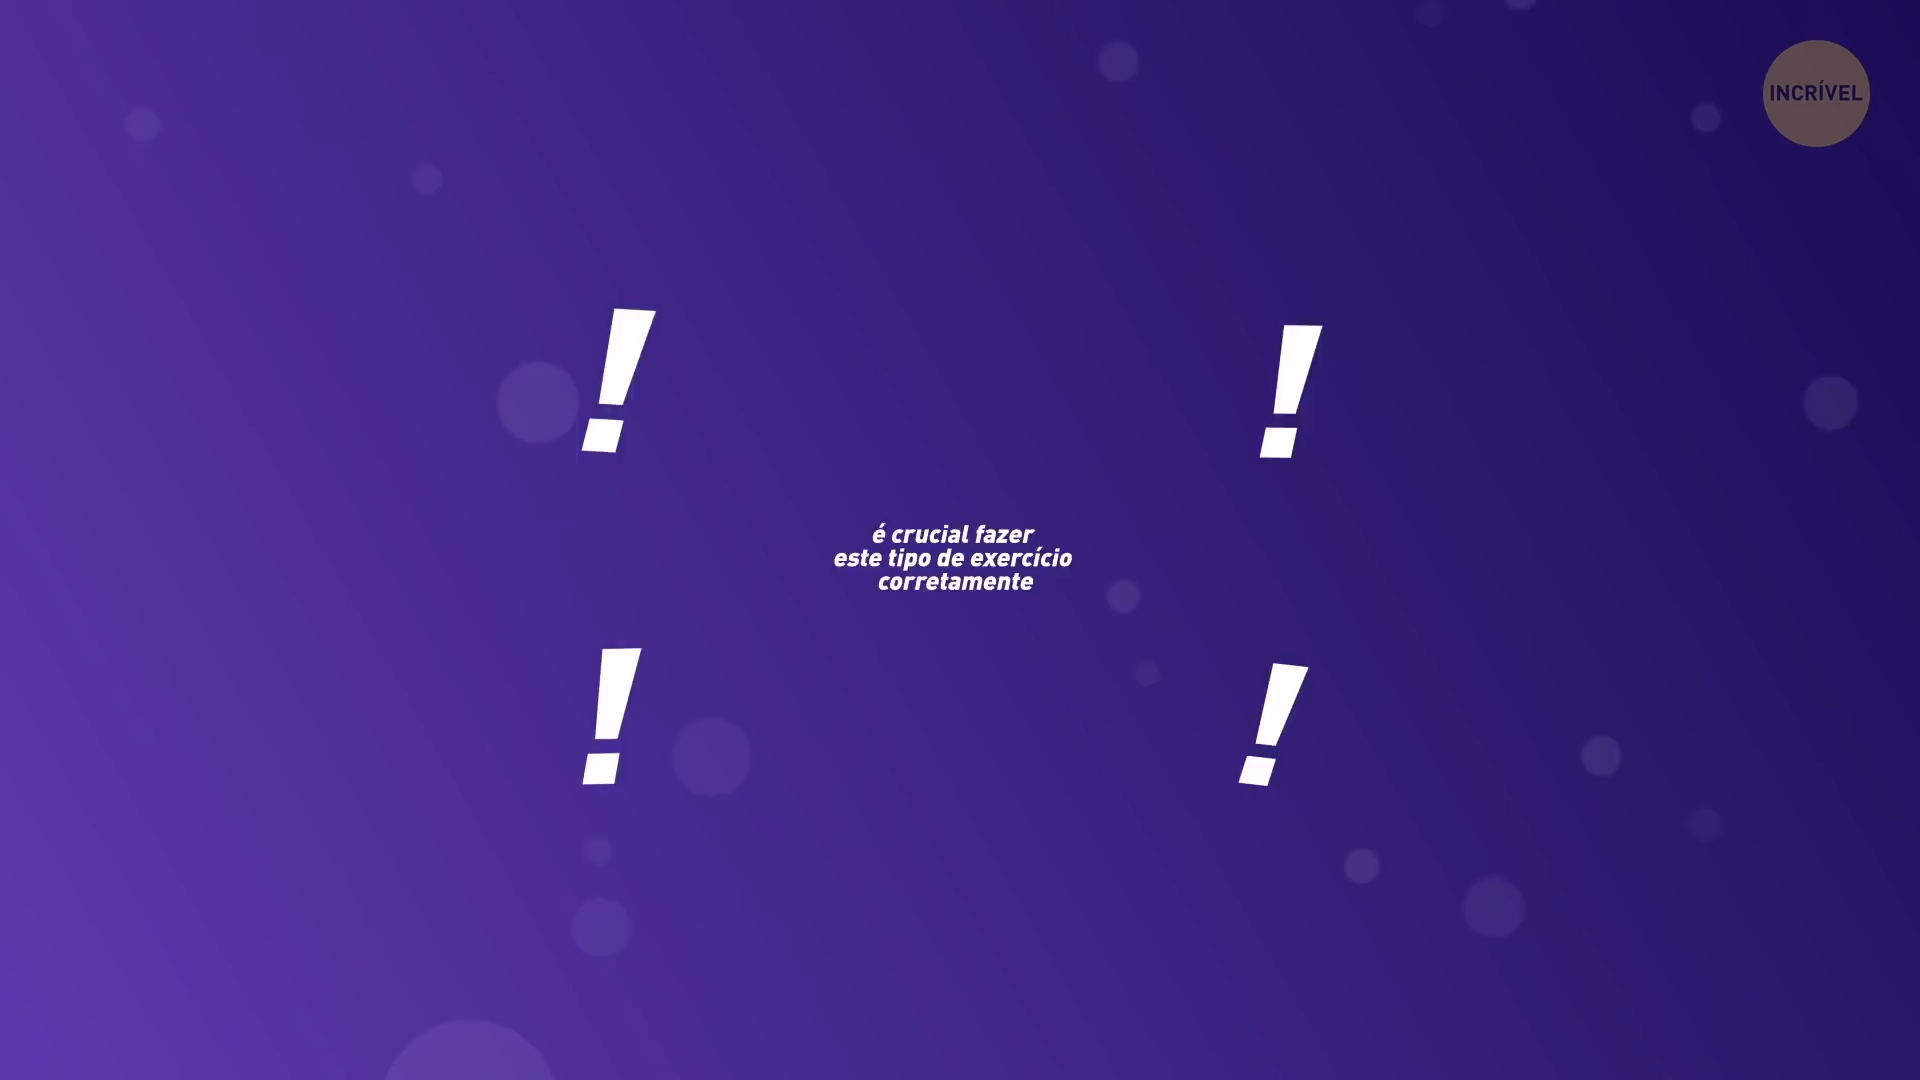 INCRÍVEL
!
!
é crucial fazer
este tipo de exercício
corretamente
!
!